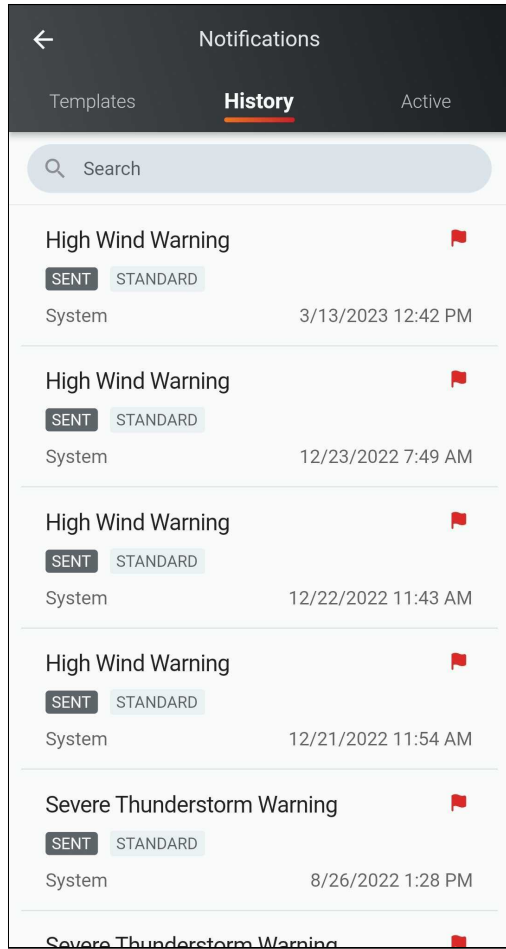 Notifications
Templates History Active
Search
High Wind Warning
SENT STANDARD
System 3/13/2023 12:42 PM
High Wind Warning
SENT STANDARD
System 12/23/2022 7:49 AM
High Wind Warning
SENT STANDARD
System 12/22/2022 11:43 AM
High Wind Warning
SENT STANDARD
System 12/21/2022 11:54 AM
Severe Thunderstorm Warning
SENT STANDARD
System 8/26/2022 1:28 PM
Severe Thunderstorm Warning